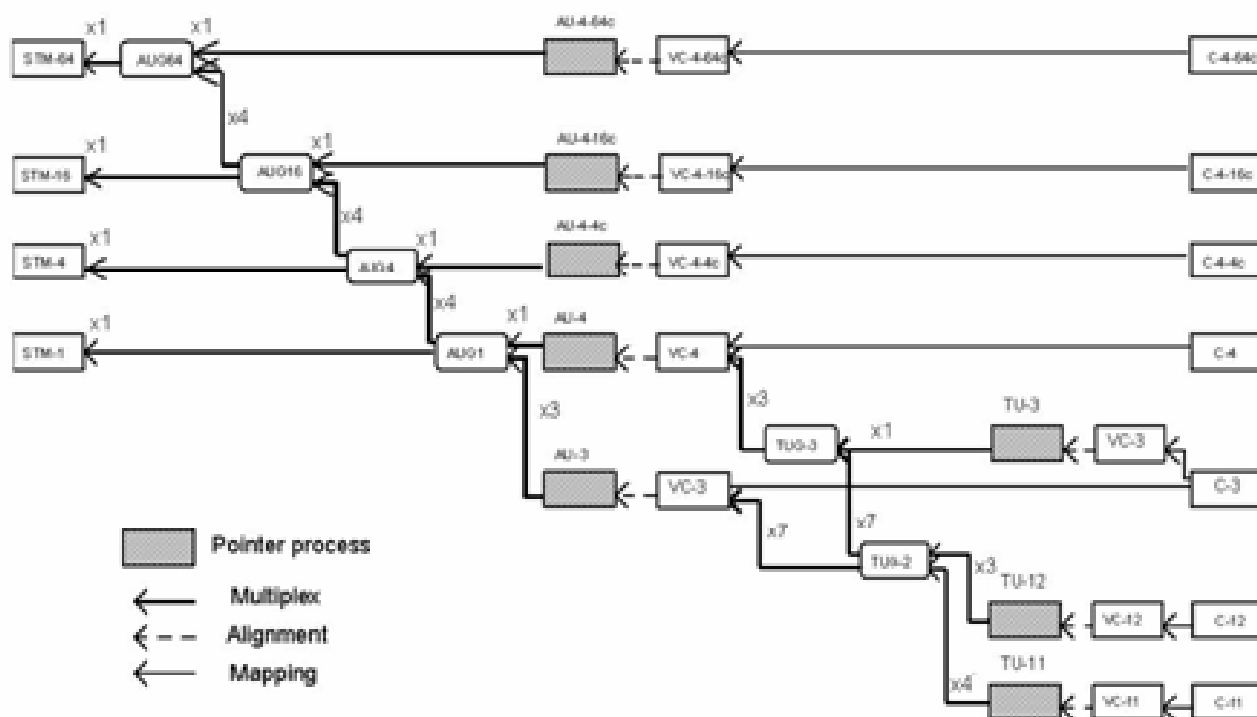 x1 x1 AU-4-64c
STM-64 AUG64 VC-4-64c C-4-64c
x4
x1 x1 AU-4-16c
STM-16 AUG16 VC-4-16c C-4-16c
x4
x1 x1 AU-4-4c
STM-4 AUG4 VC-4-4c C-4-4c
x4
x1 x1 AU-4
STM-1 AUG1 VC-4 C-4
x3 x3 TU-3
TUG-3 x1 VC-3
AU-3
VC-3 C-3
x7 x7
Pointer process
TUG-2 x3
TU-12
Multiplex
VC-12 C-12
Alignment
TU-11
Mapping
x4
VC-11 C-11